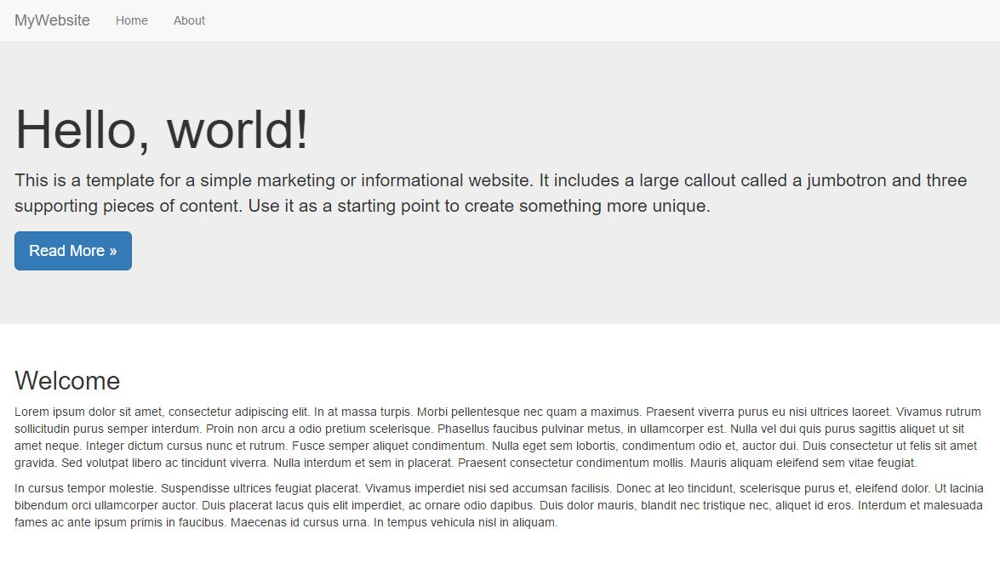 MyWebsite Home About
Hello, world!
This is a template for a simple marketing or informational website. It includes a large callout called a jumbotron and three
supporting pieces of content. Use it as a starting point to create something more unique.
Read More »
Welcome
Lorem ipsum dolor sit amet, consectetur adipiscing elit. In at massa turpis. Morbi pellentesque nec quam a maximus. Praesent viverra purus eu nisi ultrices laoreet. Vivamus rutrum
sollicitudin purus semper interdum. Proin non arcu a odio pretium scelerisque. Phasellus faucibus pulvinar metus, in ullamcorper est. Nulla vel dui quis purus sagittis aliquet ut sit
amet neque. Integer dictum cursus nunc et rutrum. Fusce semper aliquet condimentum. Nulla eget sem lobortis, condimentum odio et, auctor dui. Duis consectetur ut felis sit amet
gravida. Sed volutpat libero ac tincidunt viverra. Nulla interdum et sem in placerat. Praesent consectetur condimentum mollis. Mauris aliquam eleifend sem vitae feugiat.
In cursus tempor molestie. Suspendisse ultrices feugiat placerat. Vivamus imperdiet nisi sed accumsan facilisis. Donec at leo tincidunt, scelerisque purus et, eleifend dolor. Ut lacinia
bibendum orci ullamcorper auctor. Duis placerat lacus quis elit imperdiet, ac ornare odio dapibus. Duis dolor mauris, blandit nec tristique nec, aliquet id eros. Interdum et malesuada
fames ac ante ipsum primis in faucibus. Maecenas id cursus urna. In tempus vehicula nisl in aliquam.